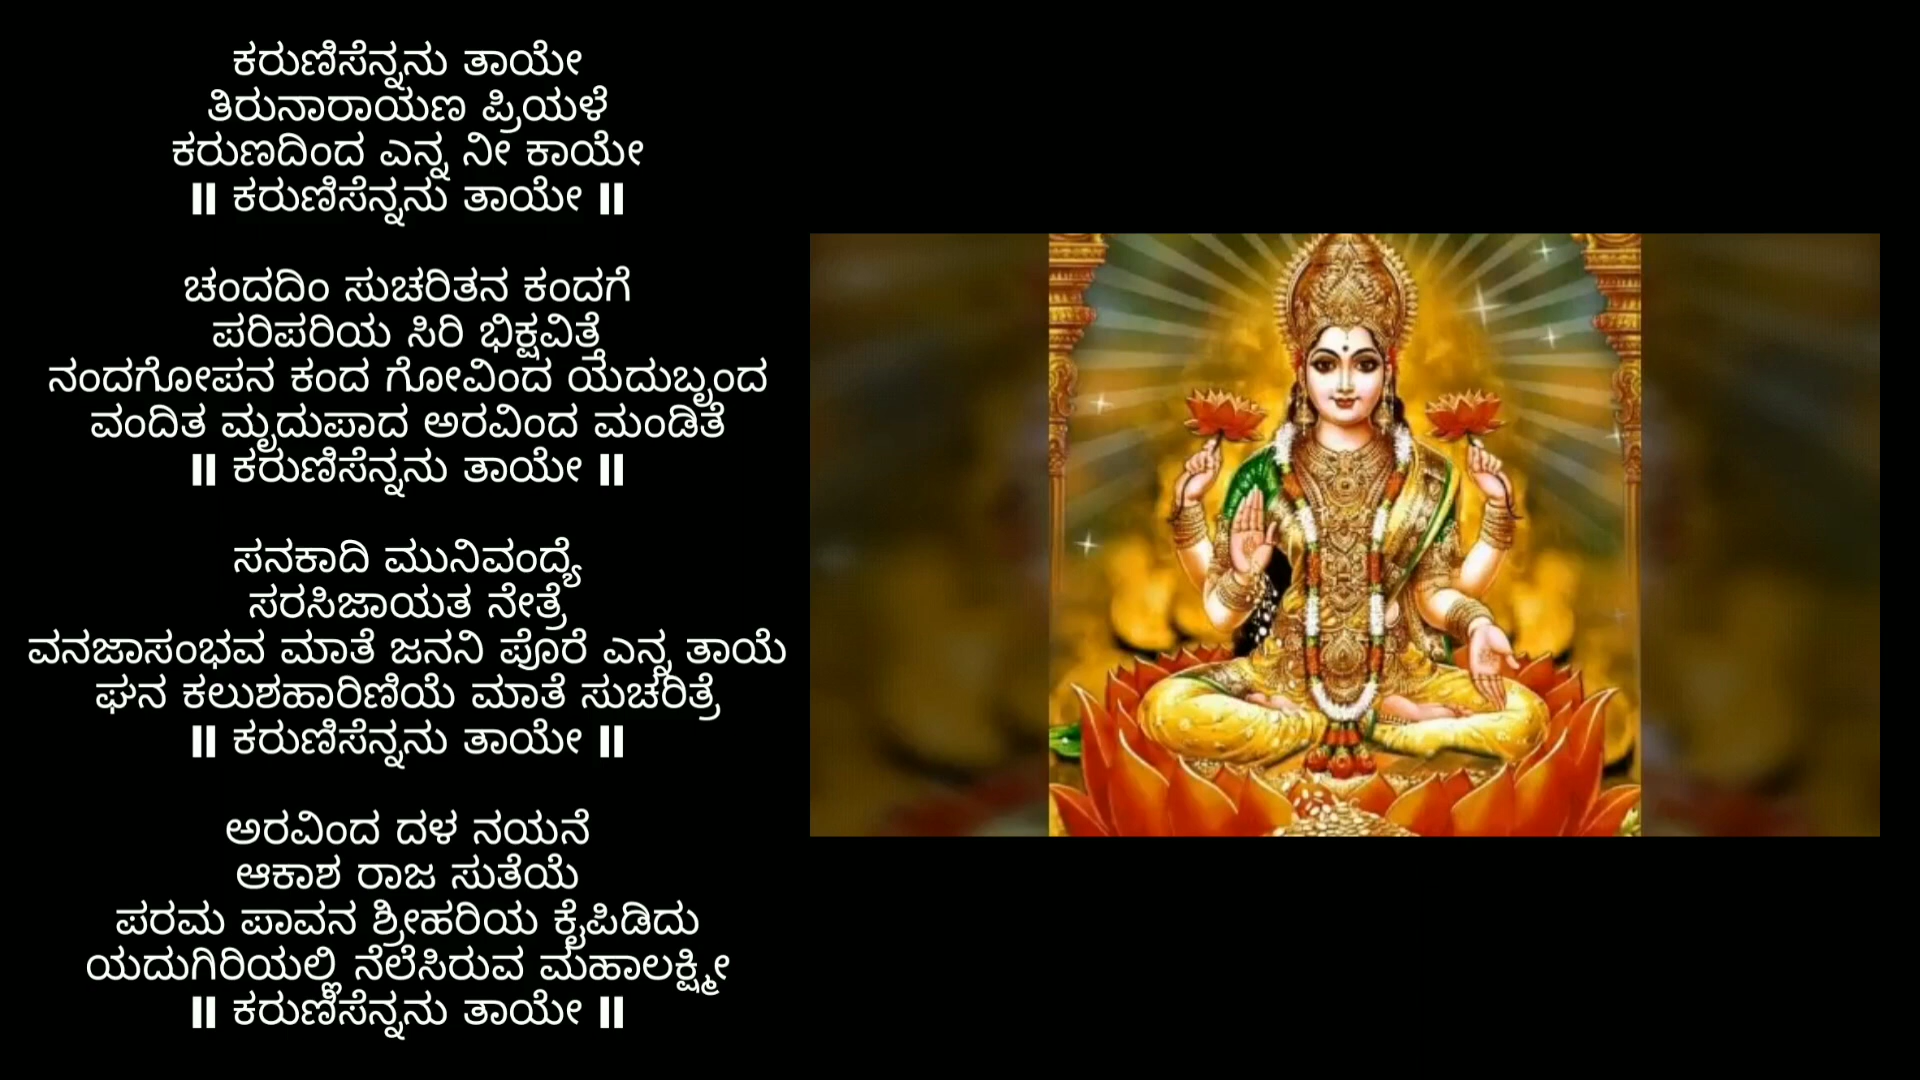 ಕರುಣಿಸೆನ್ನನು ತಾಯೇ
ತಿರುನಾರಾಯಣ ಪ್ರಿಯಳೆ
ಕರುಣದಿಂದ ಎನ್ನ ನೀ ಕಾಯೇ
॥ ಕರುಣಿಸೆನ್ನನು ತಾಯೇ ॥
ಚಂದದಿಂ ಸುಚರಿತನ ಕಂದಗೆ
ಪರಿಪರಿಯ ಸಿರಿ ಭಿಕ್ಷವಿತ್ತೆ
ನಂದಗೋಪನ ಕಂದ ಗೋವಿಂದ ಯದುಬೃಂದ
ವಂದಿತ ಮೃದುಪಾದ ಅರವಿಂದ ಮಂಡಿತೆ
॥ ಕರುಣಿಸೆನ್ನನು ತಾಯೇ ॥
ಸನಕಾದಿ ಮುನಿವಂದ್ಯೆ
ಸರಸಿಜಾಯತ ನೇತ್ರೆ
ವನಜಾಸಂಭವ ಮಾತೆ ಜನನಿ ಪೊರೆ ಎನ್ನ ತಾಯೆ
ಘನ ಕಲುಶಹಾರಿಣಿಯೆ ಮಾತೆ ಸುಚರಿತ್ರೆ
॥ ಕರುಣಿಸೆನ್ನನು ತಾಯೇ ॥
ಅರವಿಂದ ದಳ ನಯನೆ
ಆಕಾಶ ರಾಜ ಸುತೆಯೆ
ಪರಮ ಪಾವನ ಶ್ರೀಹರಿಯ ಕೈಪಿಡಿದು
ಯದುಗಿರಿಯಲ್ಲಿ ನೆಲೆಸಿರುವ ಮಹಾಲಕ್ಷ್ಮೀ
॥ ಕರುಣಿಸೆನ್ನನು ತಾಯೇ ॥